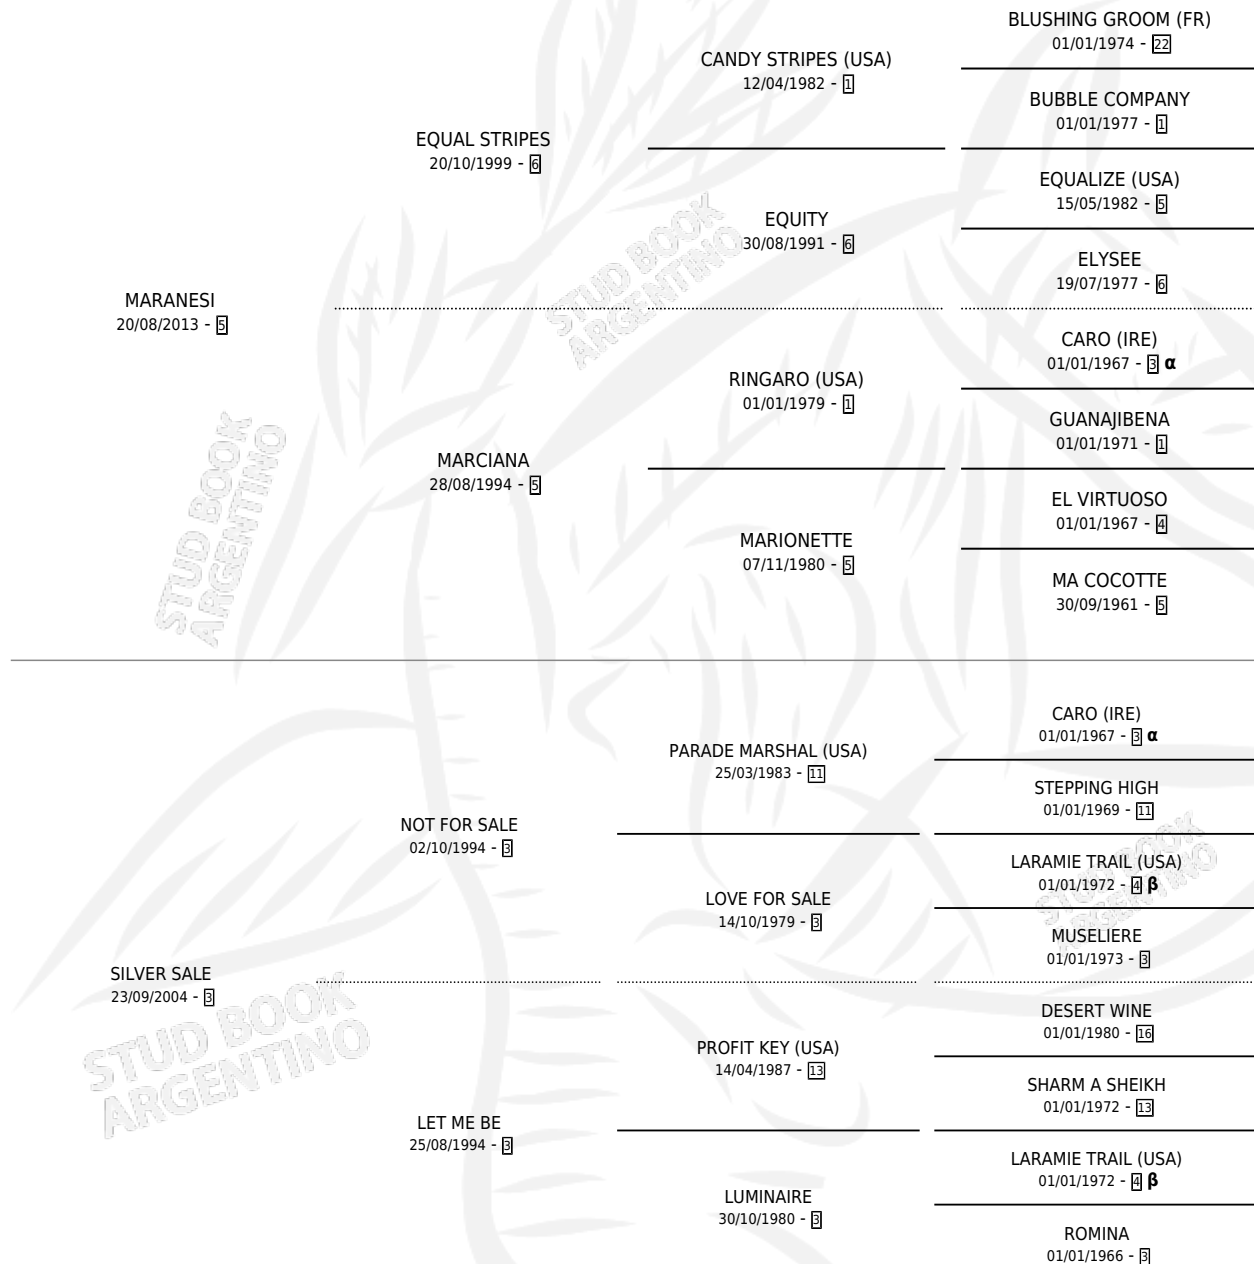 BLUSHING GROOM (FR)
01/01/1974 - 22
CANDY STRIPES (USA)
12/04/1982 - 1
BUBBLE COMPANY
01/01/1977 - 1
EQUAL STRIPES
20/10/1999 - 6
EQUALIZE (USA)
15/05/1982 - 5
EQUITY
30/08/1991 - 6
ELYSEE
19/07/1977 - 6
MARANESI
20/08/2013 - 5
CARO (IRE)
01/01/1967 - 3 α
RINGARO (USA)
01/01/1979 - 1
GUANAJIBENA
01/01/1971 - 1
MARCIANA
28/08/1994 - 5
EL VIRTUOSO
01/01/1967 - 4
MARIONETTE
07/11/1980 - 5
MA COCOTTE
30/09/1961 - 5
CARO (IRE)
01/01/1967 - 3 α
PARADE MARSHAL (USA)
25/03/1983 - 11
STEPPING HIGH
01/01/1969 - 11
NOT FOR SALE
02/10/1994 - 3
LARAMIE TRAIL (USA)
01/01/1972 - 4 β
LOVE FOR SALE
14/10/1979 - 3
MUSELIERE
01/01/1973 - 3
SILVER SALE
23/09/2004 - 3
DESERT WINE
01/01/1980 - 16
PROFIT KEY (USA)
14/04/1987 - 13
SHARM A SHEIKH
01/01/1972 - 13
LET ME BE
25/08/1994 - 3
LARAMIE TRAIL (USA)
01/01/1972 - 4 β
LUMINAIRE
30/10/1980 - 3
ROMINA
01/01/1966 - 3
STUD BOOK
ARGENTINO
STUD BOOK
ARGENTINO
STUD BOOK
ARGENTINO
STUD BOOK
ARGENTINO